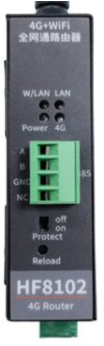 4G+WiFi
全网通路由器
W/LAN LAN
Power 4G
A
B
GND
NC
485
off
on
Protect
Reload
HF8102
4G Router